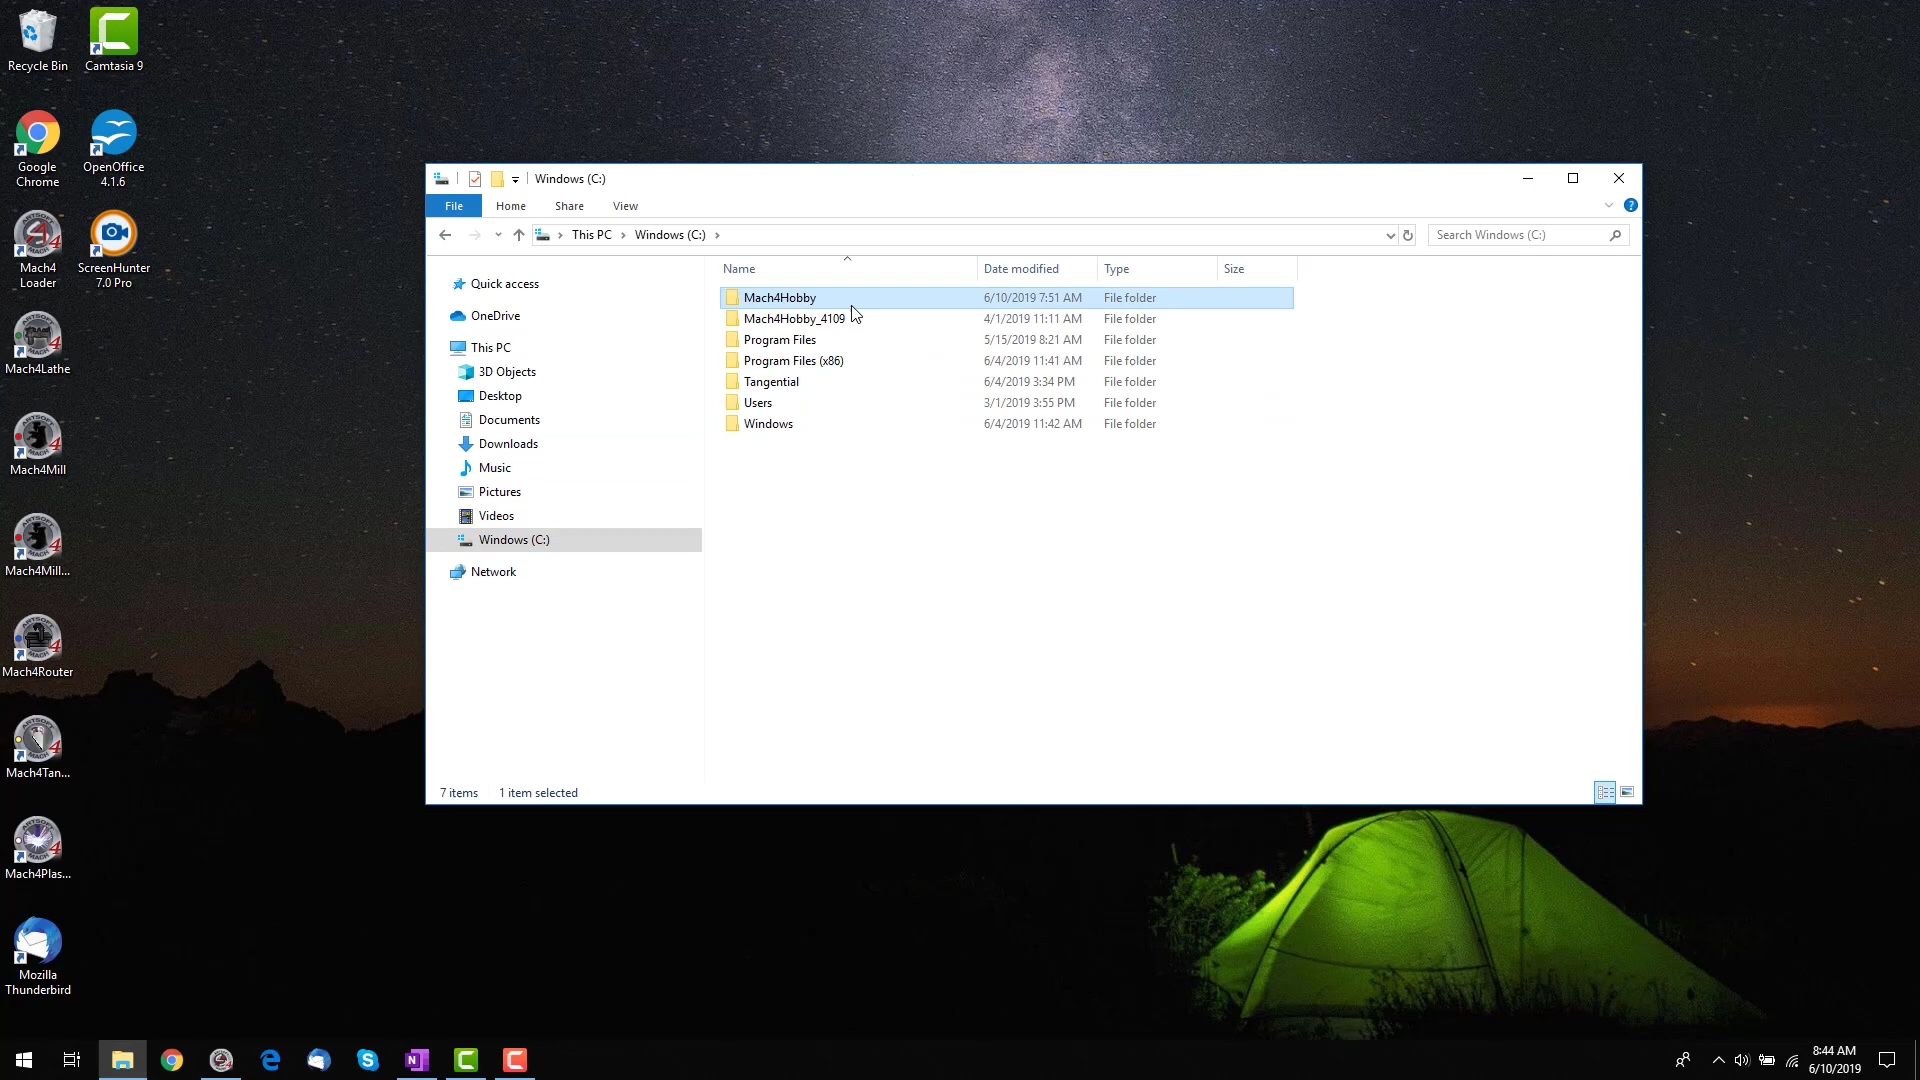 Recycle Bin
Camtasia 9
Google Chrome
OpenOffice 4.1.6
Mach4 Loader
ScreenHunter 7.0 Pro
Mach4Lathe
Mach4Mill
Mach4Mill...
Mach4Router
Mach4Tan...
Mach4Plas...
Mozilla Thunderbird
Windows (C:)
File Home Share View
This PC Windows (C:)
Search Windows (C:)
Quick access
OneDrive
This PC
3D Objects
Desktop
Documents
Downloads
Music
Pictures
Videos
Windows (C:)
Network
Name Date modified Type Size
Mach4Hobby 6/10/2019 7:51 AM File folder
Mach4Hobby_4109 4/1/2019 11:11 AM File folder
Program Files 5/15/2019 8:21 AM File folder
Program Files (x86) 6/4/2019 11:41 AM File folder
Tangential 6/4/2019 3:34 PM File folder
Users 3/1/2019 3:55 PM File folder
Windows 6/4/2019 11:42 AM File folder
7 items 1 item selected
8:44 AM
6/10/2019